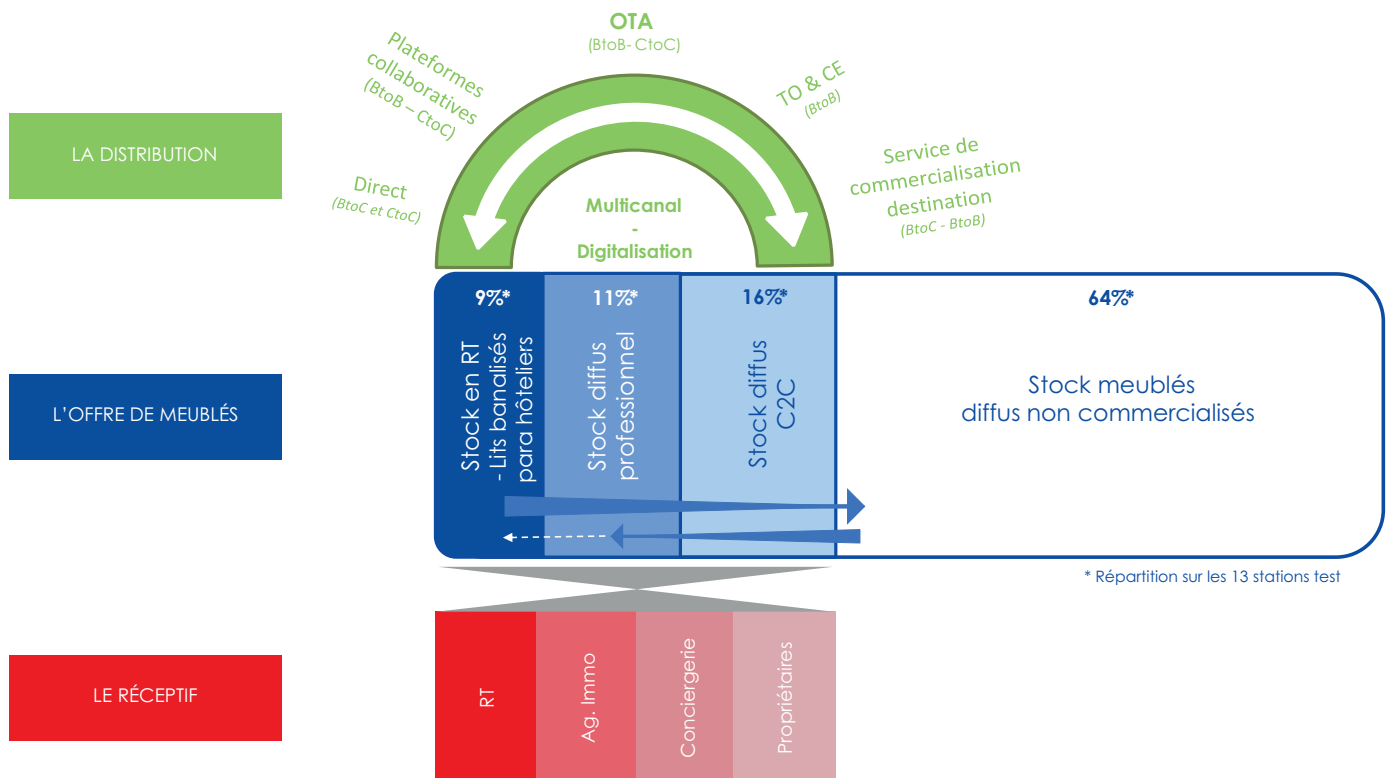 OTA
(BtoB- CtoC)
Plateformes
collaboratives
(BtoB – CtoC)
TO & CE
(BtoB)
LA DISTRIBUTION
Direct
(BtoC et CtoC)
Service de
commercialisation
destination
(BtoC - BtoB)
Multicanal
-
Digitalisation
9%*
11%*
16%*
64%*
L’OFFRE DE MEUBLÉS
Stock en RT
- Lits banalisés
para hôteliers
Stock diffus
professionnel
Stock diffus
C2C
Stock meublés
diffus non commercialisés
* Répartition sur les 13 stations test
LE RÉCEPTIF
RT
Ag. Immo
Conciergerie
Propriétaires